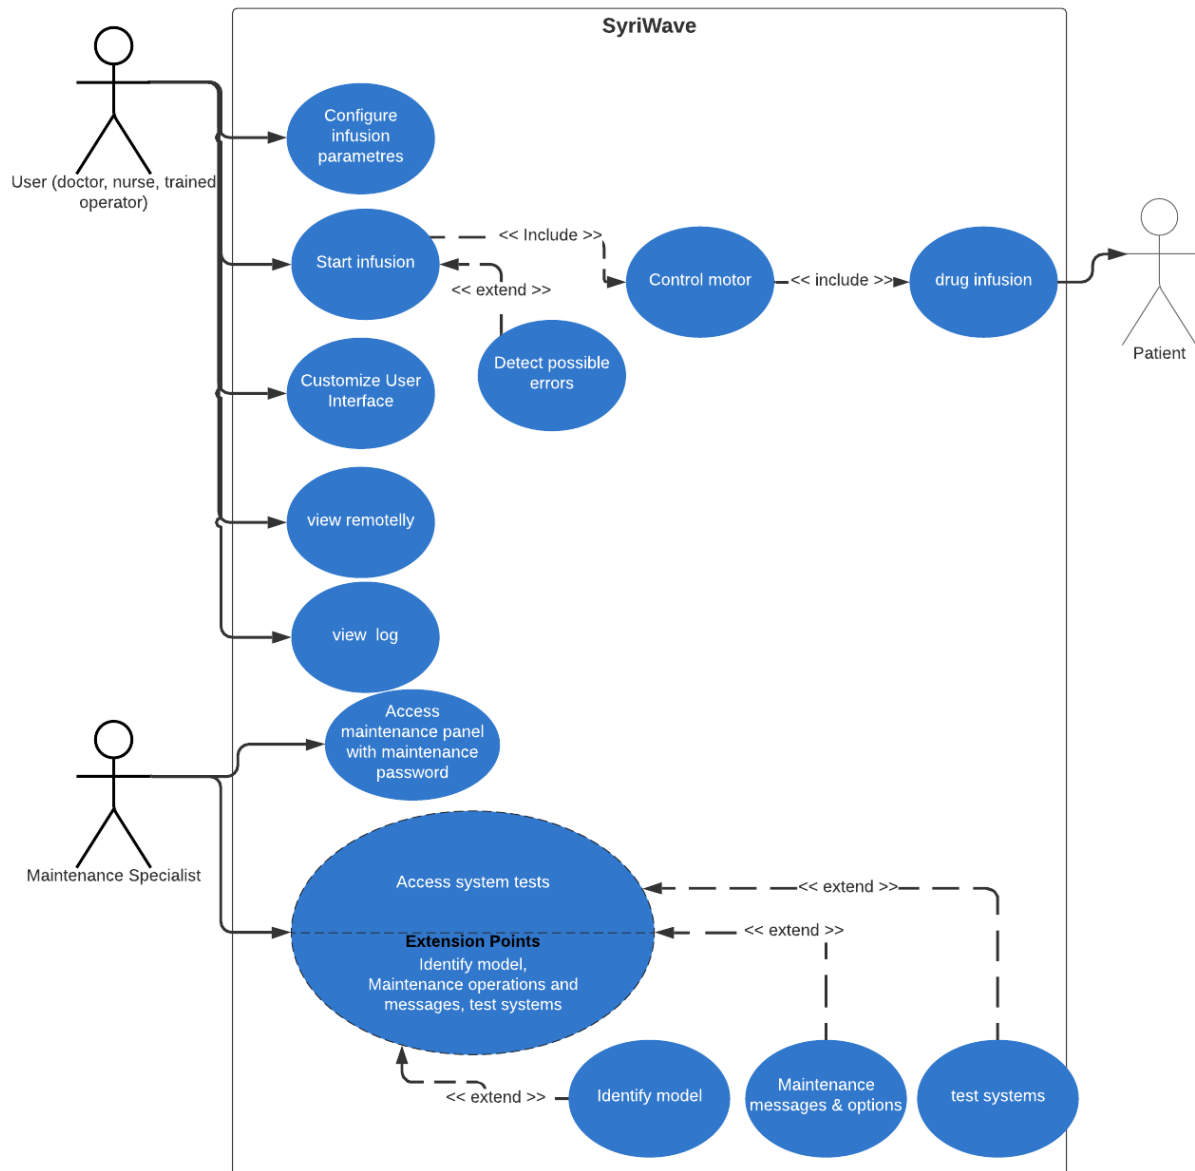 SyriWave
Configure
infusion
parametres
User (doctor, nurse, trained
operator)
Start infusion
<< Include >>
<< extend >>
Control motor
<< include >>
drug infusion
Patient
Detect possible
errors
Customize User
Interface
view remotelly
view log
Access
maintenance panel
with maintenance
password
Maintenance Specialist
Access system tests
Extension Points
Identify model,
Maintenance operations and
messages, test systems
<< extend >>
<< extend >>
<< extend >>
Identify model
Maintenance
messages & options
test systems